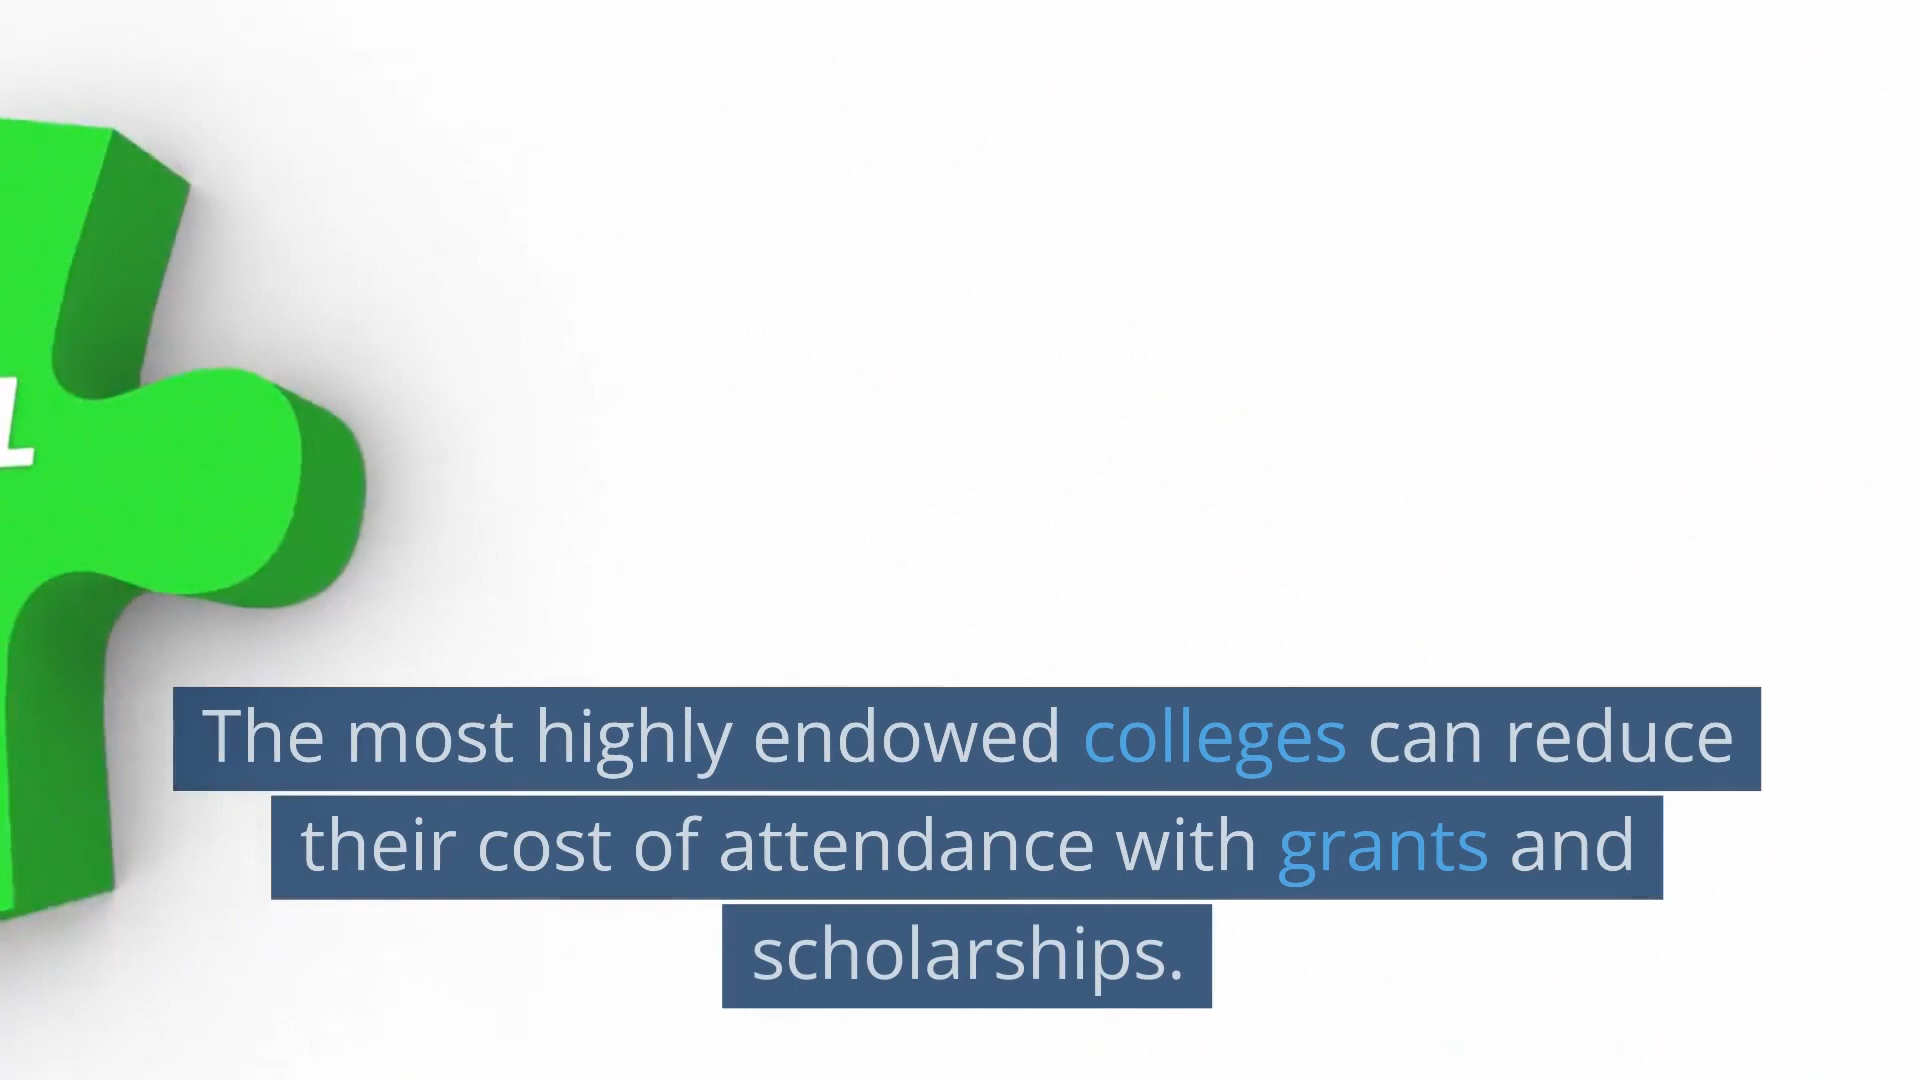 The most highly endowed colleges can reduce
their cost of attendance with grants and
scholarships.